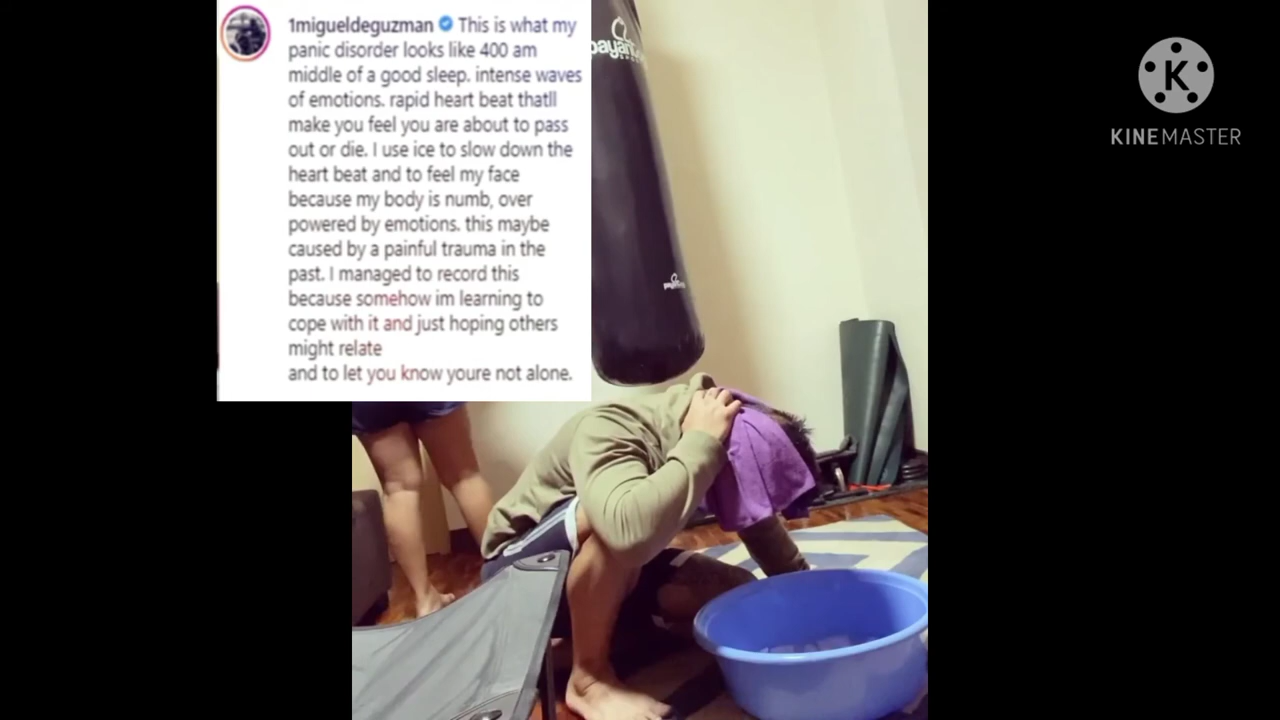 1migueldeguzman This is what my
panic disorder looks like 400 am
middle of a good sleep. intense waves
of emotions. rapid heart beat thatll
make you feel you are about to pass
out or die. I use ice to slow down the
heart beat and to feel my face
because my body is numb, over
powered by emotions. this maybe
caused by a painful trauma in the
past. I managed to record this
because somehow im learning to
cope with it and just hoping others
might relate
and to let you know youre not alone.
K
KINEMASTER